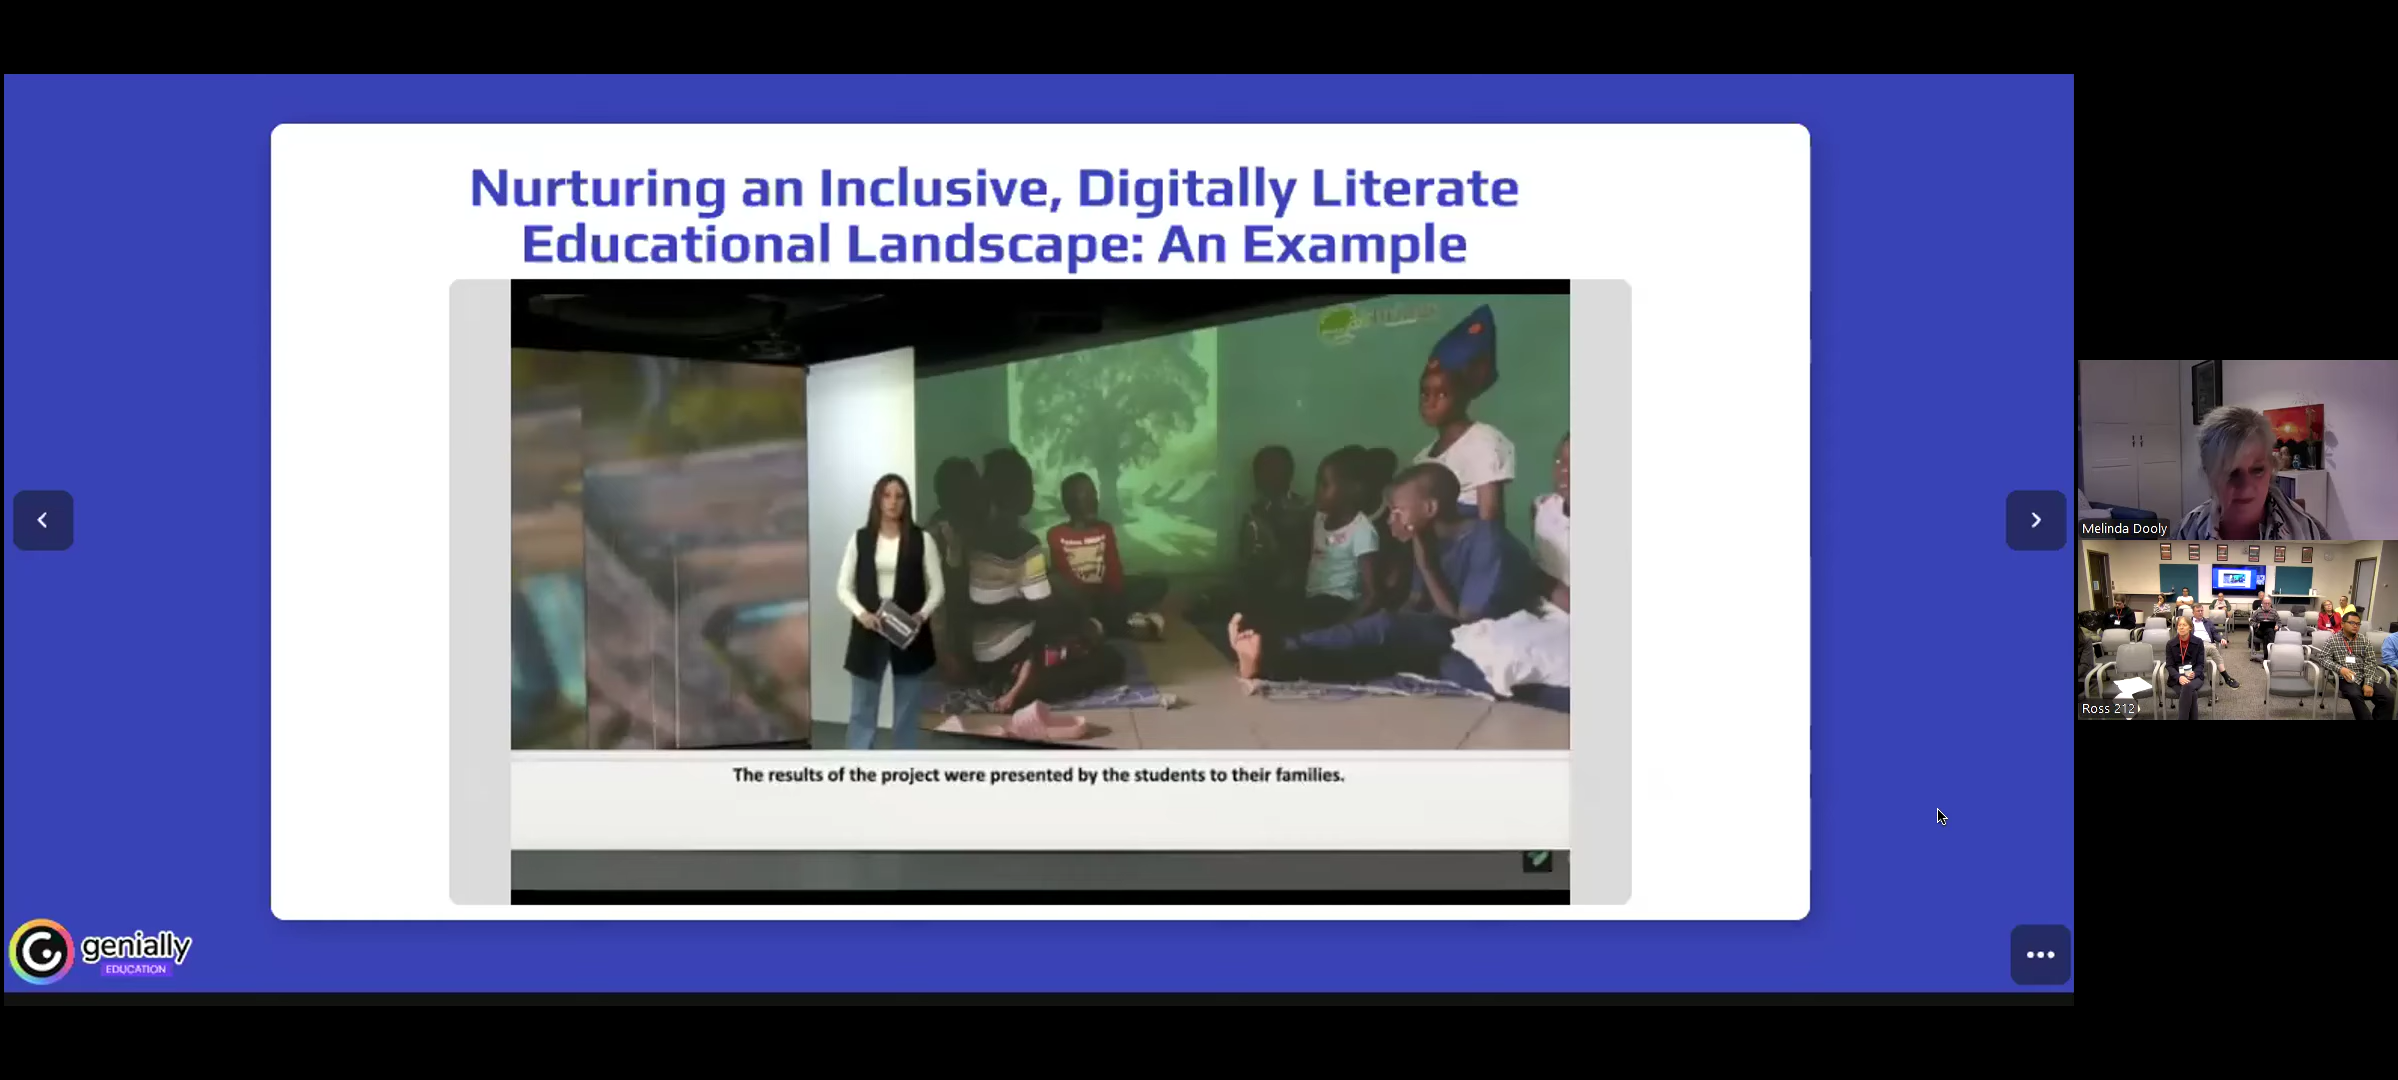 Nurturing an Inclusive, Digitally Literate
Educational Landscape: An Example
The results of the project were presented by the students to their families.
genially
EDUCATION
Melinda Dooly
Ross 212